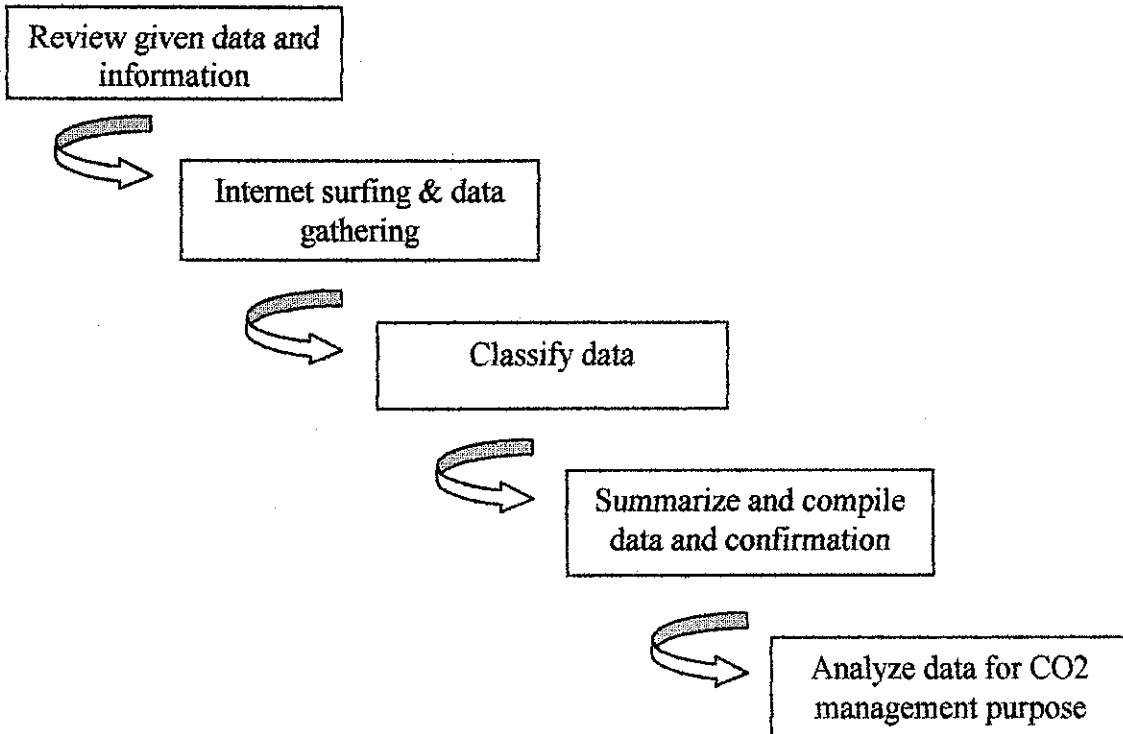 Review given data and
information
Internet surfing & data
gathering
Classify data
Summarize and compile
data and confirmation
Analyze data for CO2
management purpose